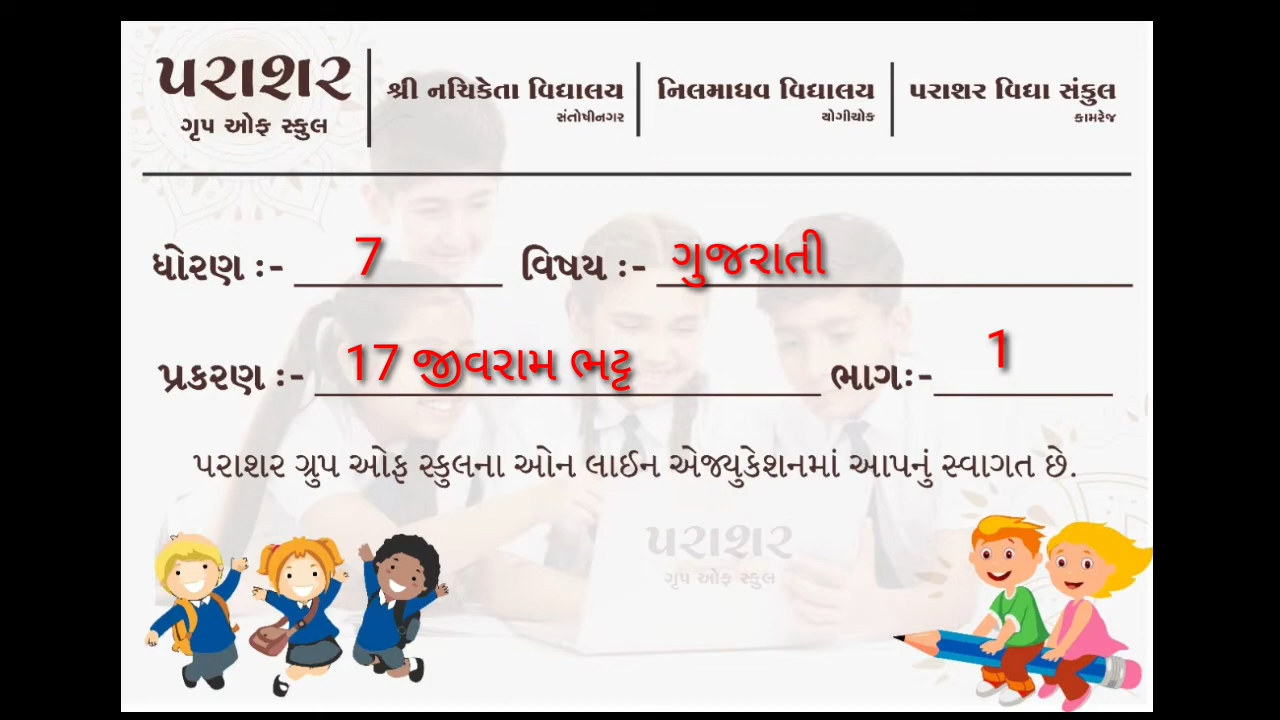 પરાશર
ગૃપ ઓફ સ્કુલ
શ્રી નચિકેતા વિદ્યાલય
સંતોષીનગર
નિલમાધવ વિદ્યાલય
યોગીચોક
પરાશર વિદ્યા સંકુલ
કામરેજ
ધોરણ :- 7 વિષય :- ગુજરાતી
પ્રકરણ :- 17 જીવરામ ભટ્ટ ભાગ:- 1
પરાશર ગ્રુપ ઓફ સ્કુલના ઓન લાઈન એજ્યુકેશનમાં આપનું સ્વાગત છે.
પરાશર
ગૃપ ઓફ સ્કુલ